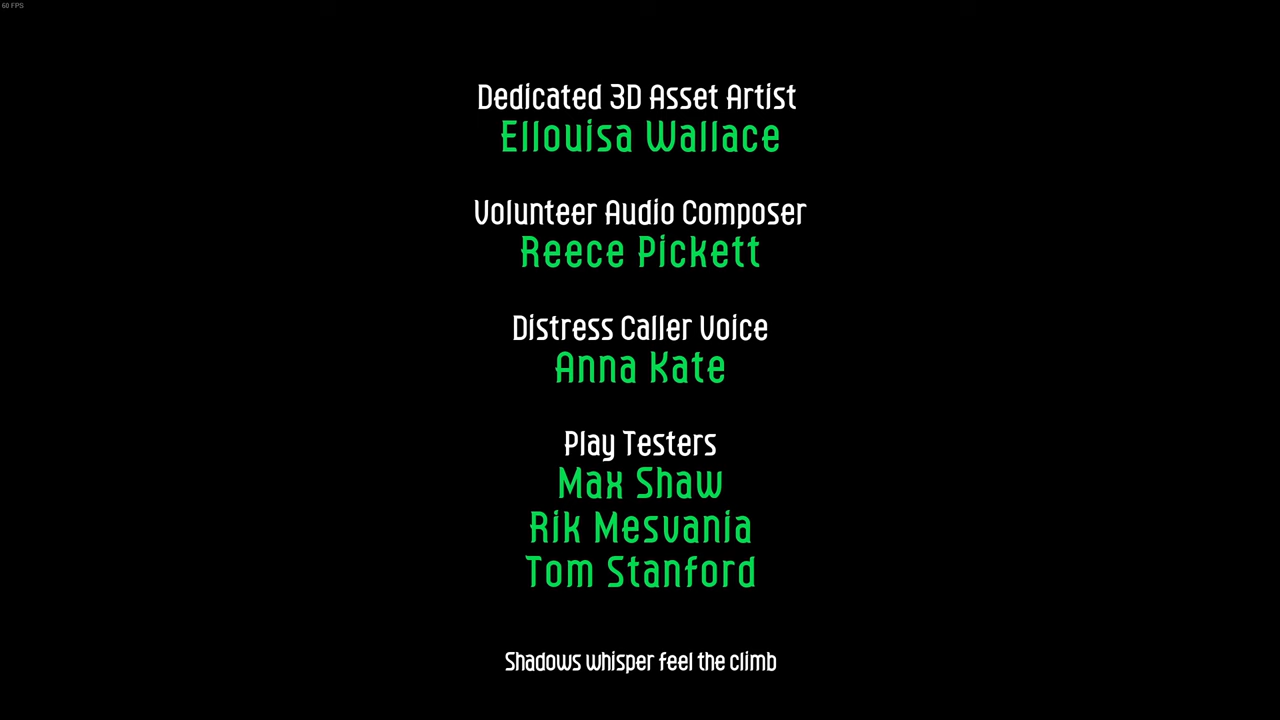 60 FPS
Dedicated 3D Asset Artist
Ellouisa Wallace
Volunteer Audio Composer
Reece Pickett
Distress Caller Voice
Anna Kate
Play Testers
Max Shaw
Rik Mesvania
Tom Stanford
Shadows whisper feel the climb